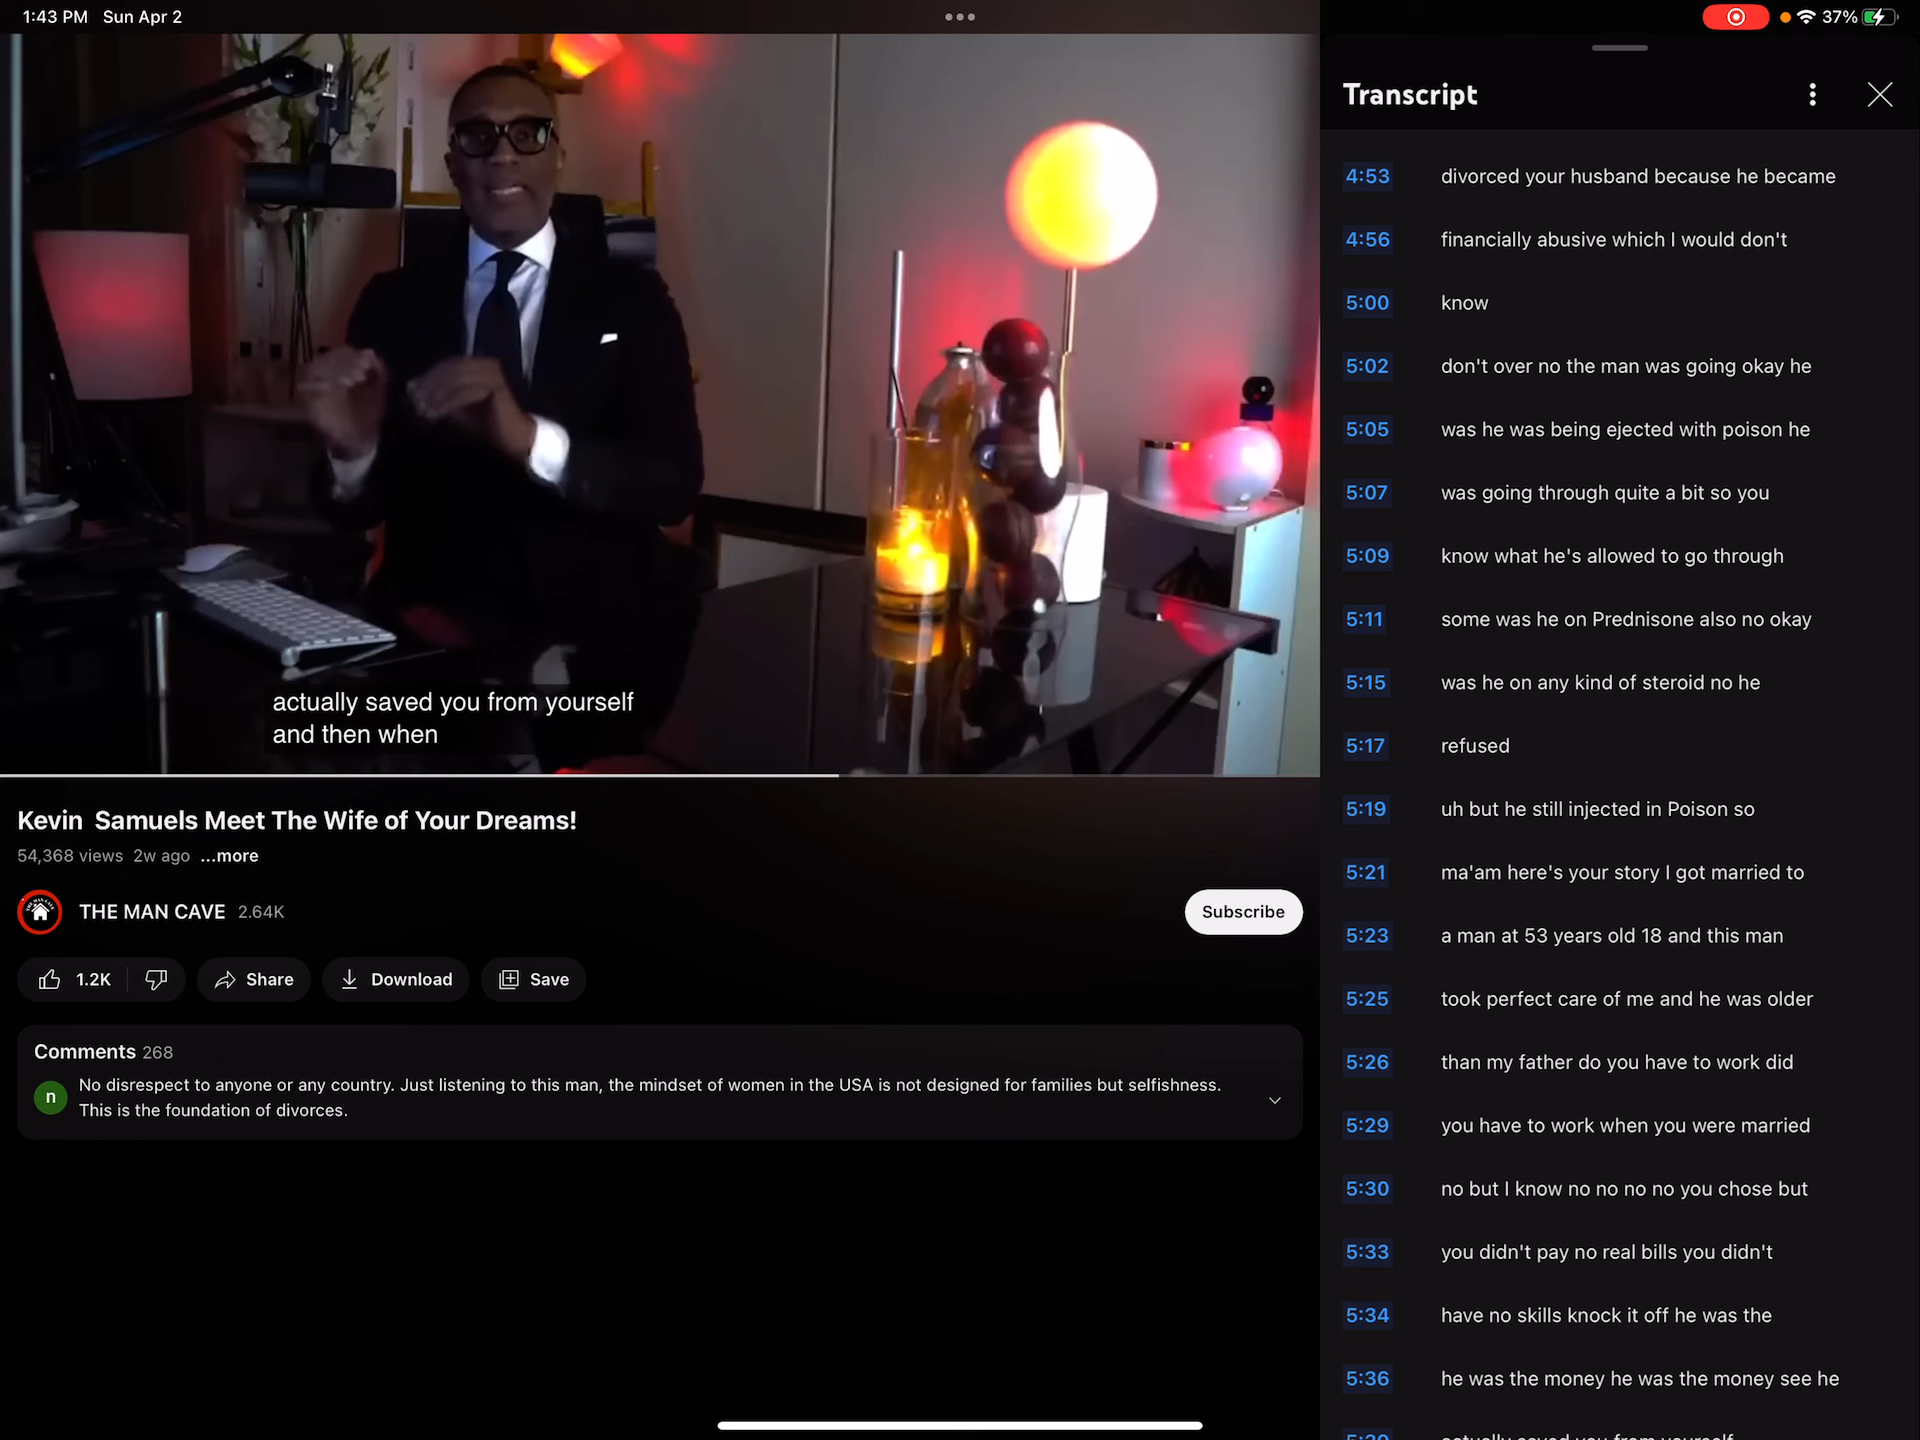 1:43 PM Sun Apr 2
37%
actually saved you from yourself
and then when
Kevin Samuels Meet The Wife of Your Dreams!
54,368 views 2w ago ...more
THE MAN CAVE 2.64K
Subscribe
1.2K Share Download Save
Comments 268
n
No disrespect to anyone or any country. Just listening to this man, the mindset of women in the USA is not designed for families but selfishness.
This is the foundation of divorces.
Transcript
4:53 divorced your husband because he became
4:56 financially abusive which I would don't
5:00 know
5:02 don't over no the man was going okay he
5:05 was he was being ejected with poison he
5:07 was going through quite a bit so you
5:09 know what he's allowed to go through
5:11 some was he on Prednisone also no okay
5:15 was he on any kind of steroid no he
5:17 refused
5:19 uh but he still injected in Poison so
5:21 ma'am here's your story I got married to
5:23 a man at 53 years old 18 and this man
5:25 took perfect care of me and he was older
5:26 than my father do you have to work did
5:29 you have to work when you were married
5:30 no but I know no no no no you chose but
5:33 you didn't pay no real bills you didn't
5:34 have no skills knock it off he was the
5:36 he was the money he was the money see he
5:39 actually saved you from yourself